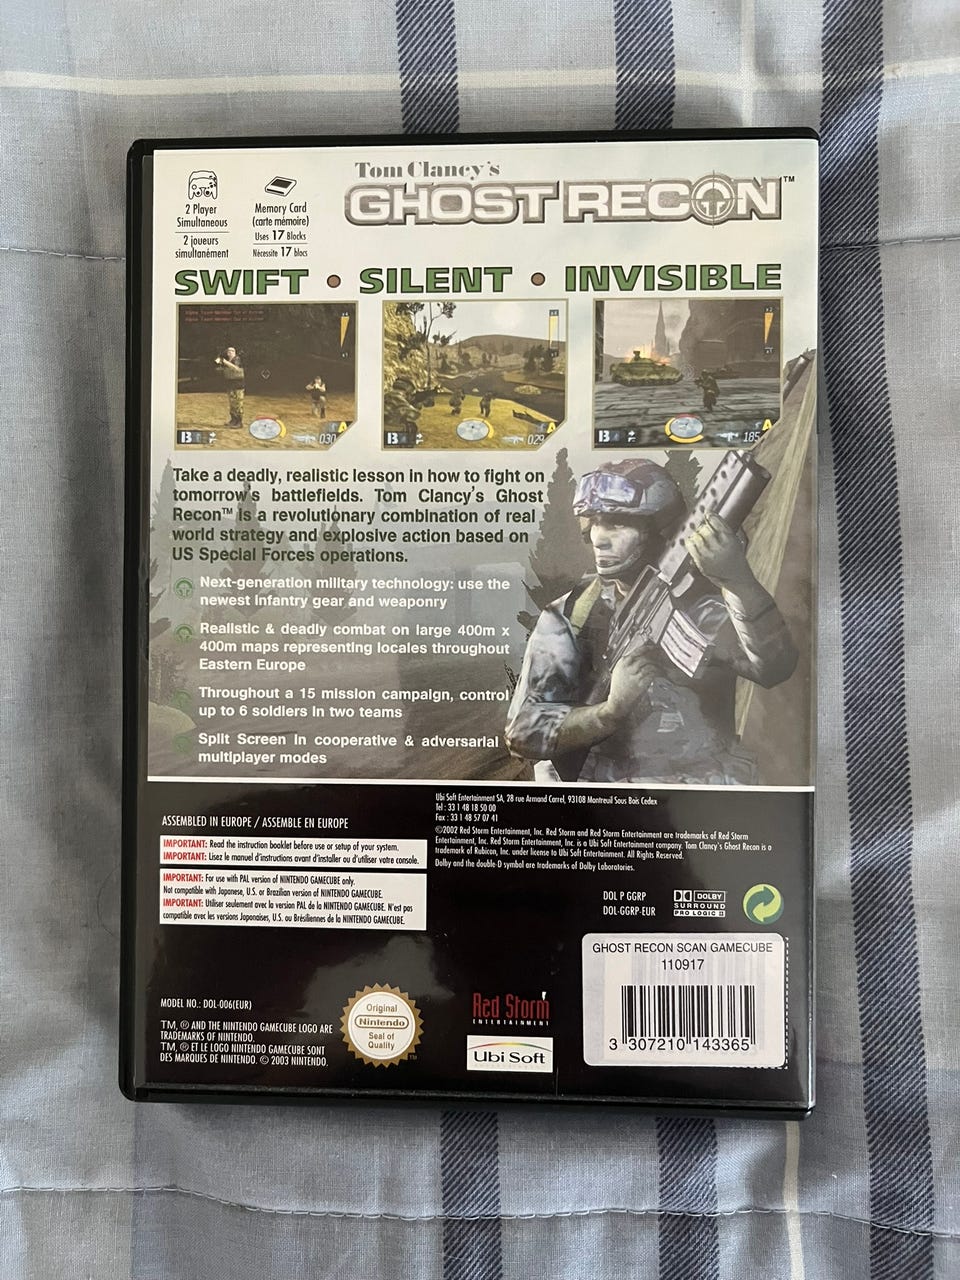 Tom Clancy's
GHOST RECON™
2 Player
Simultaneous
2 joueurs
simultanément
Memory Card
(carte mémoire)
Uses 17 Blocks
Nécessite 17 blocs
SWIFT • SILENT • INVISIBLE
B
030
A
B
029
A
B
185
A
Take a deadly, realistic lesson in how to fight on
tomorrow's battlefields. Tom Clancy's Ghost
Recon™ is a revolutionary combination of real
world strategy and explosive action based on
US Special Forces operations.
Next-generation military technology: use the
newest infantry gear and weaponry
Realistic & deadly combat on large 400m x
400m maps representing locales throughout
Eastern Europe
Throughout a 15 mission campaign, control
up to 6 soldiers in two teams
Split Screen in cooperative & adversarial
multiplayer modes
ASSEMBLED IN EUROPE / ASSEMBLE EN EUROPE
IMPORTANT: Read the instruction booklet before use or setup of your system.
IMPORTANT: Lisez le manuel d'instructions avant d'installer ou d'utiliser votre console.
IMPORTANT: For use with PAL version of NINTENDO GAMECUBE only.
Not compatible with Japanese, U.S. or Brazilian version of NINTENDO GAMECUBE.
IMPORTANT: Utiliser seulement avec la version PAL de la NINTENDO GAMECUBE. N'est pas
compatible avec les versions Japonaises, U.S. ou Brésiliennes de la NINTENDO GAMECUBE.
Ubi Soft Entertainment SA, 28 rue Armand Carrel, 93108 Montreuil Sous Bois Cedex
Tel : 33 1 48 18 50 00
Fax : 33 1 48 57 07 41
©2002 Red Storm Entertainment, Inc. Red Storm and Red Storm Entertainment are trademarks of Red Storm
Entertainment, Inc. Red Storm Entertainment, Inc. is a Ubi Soft Entertainment company. Tom Clancy's Ghost Recon is a
trademark of Rubicon, Inc. under license to Ubi Soft Entertainment. All Rights Reserved.
Dolby and the double-D symbol are trademarks of Dolby Laboratories.
DOL P GGRP
DOL-GGRP-EUR
DOLBY
SURROUND
PRO LOGIC II
GHOST RECON SCAN GAMECUBE
110917
3 307210 143365
MODEL NO.: DOL-006(EUR)
TM, ® AND THE NINTENDO GAMECUBE LOGO ARE
TRADEMARKS OF NINTENDO.
TM, ® ET LE LOGO NINTENDO GAMECUBE SONT
DES MARQUES DE NINTENDO. © 2003 NINTENDO.
Original
Nintendo
Seal of
Quality
TM
Red Storm
ENTERTAINMENT
Ubi Soft
ENTERTAINMENT